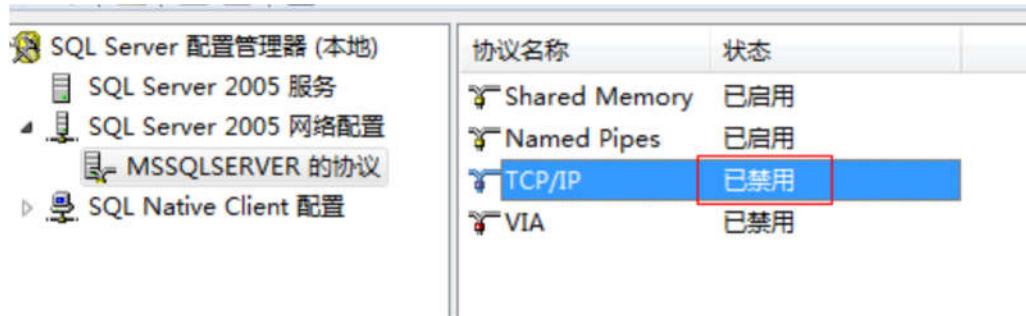 SQL Server 配置管理器 (本地)
SQL Server 2005 服务
SQL Server 2005 网络配置
MSSQLSERVER 的协议
SQL Native Client 配置
协议名称 状态
Shared Memory 已启用
Named Pipes 已启用
TCP/IP 已禁用
VIA 已禁用